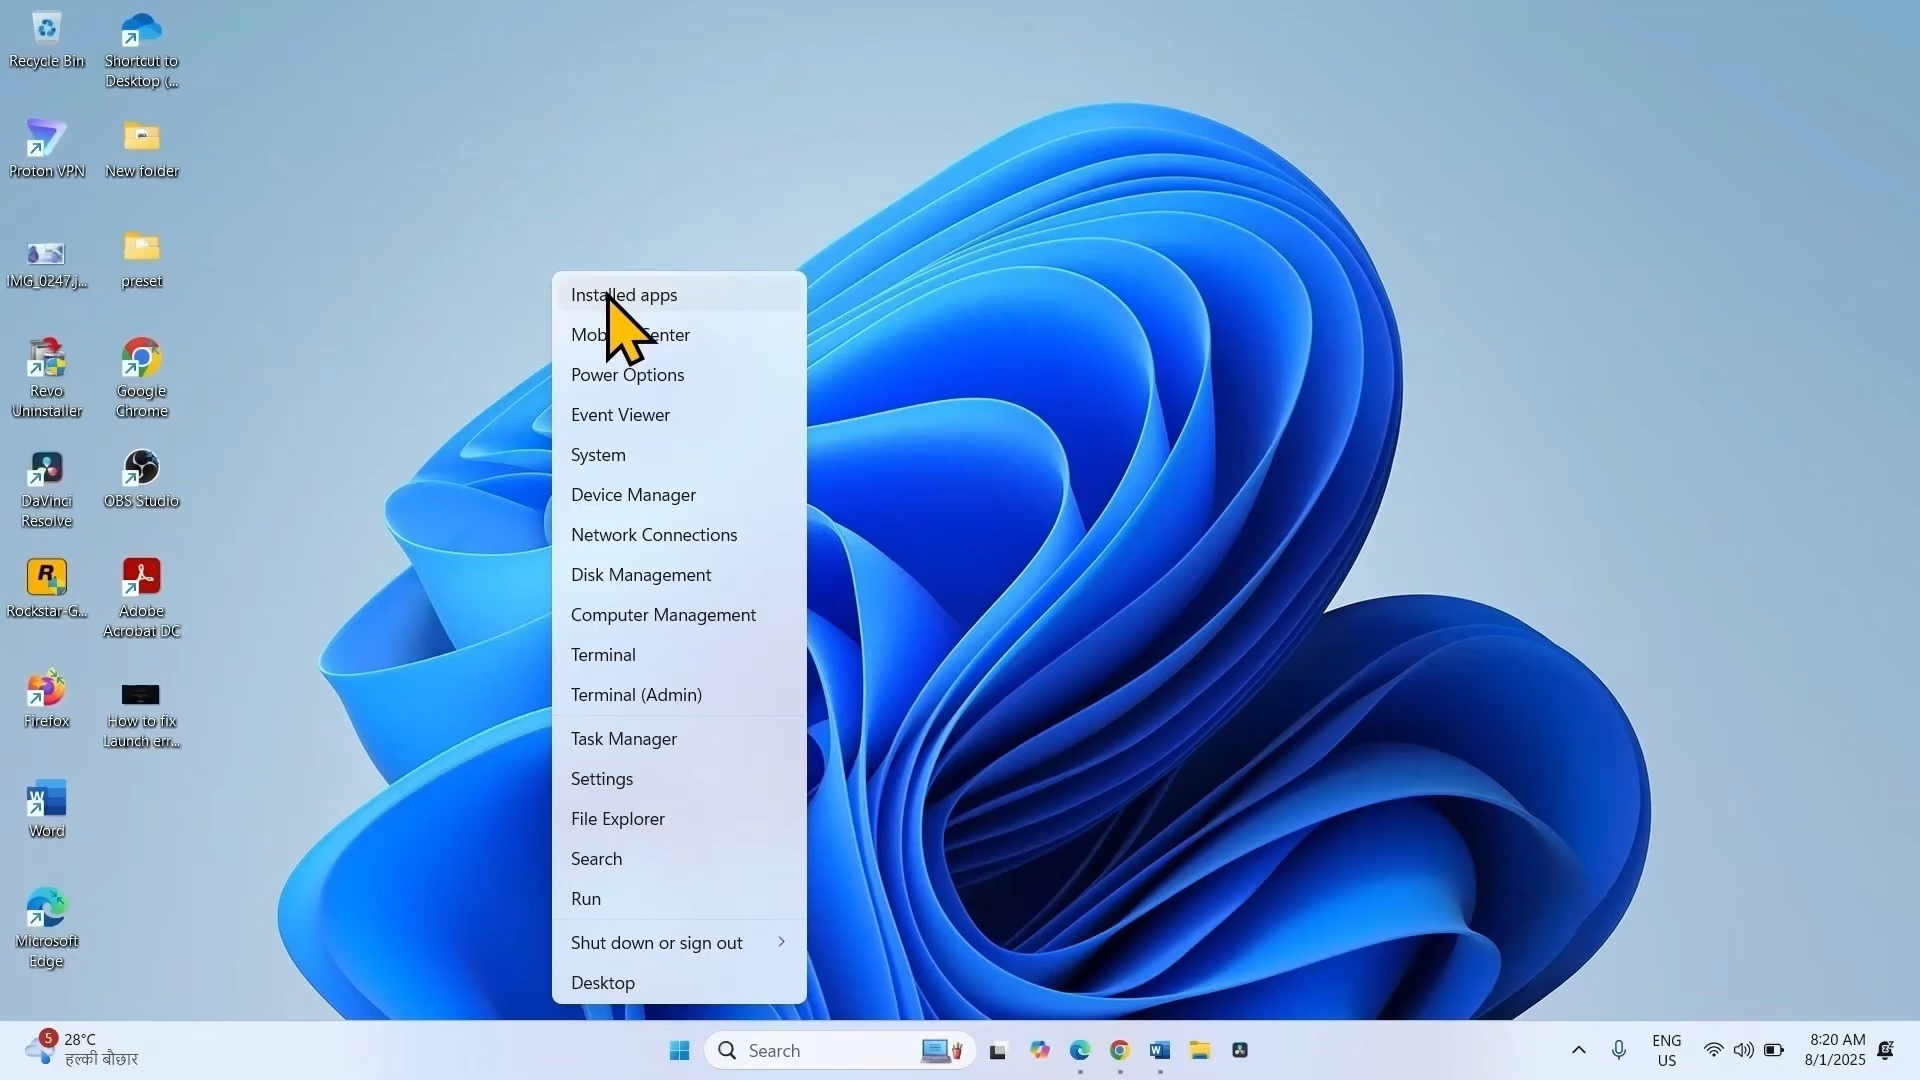 Recycle Bin
Shortcut to
Desktop (...
Proton VPN
New folder
IMG_0247.j...
preset
Revo
Uninstaller
Google
Chrome
DaVinci
Resolve
OBS Studio
Rockstar-G...
Adobe
Acrobat DC
Firefox
How to fix
Launch err...
Word
Microsoft
Edge
Installed apps
Power Options
Event Viewer
System
Device Manager
Network Connections
Disk Management
Computer Management
Terminal
Terminal (Admin)
Task Manager
Settings
File Explorer
Search
Run
Shut down or sign out
Desktop
5
28°C
हल्की बौछार
Search
ENG
US
8:20 AM
8/1/2025